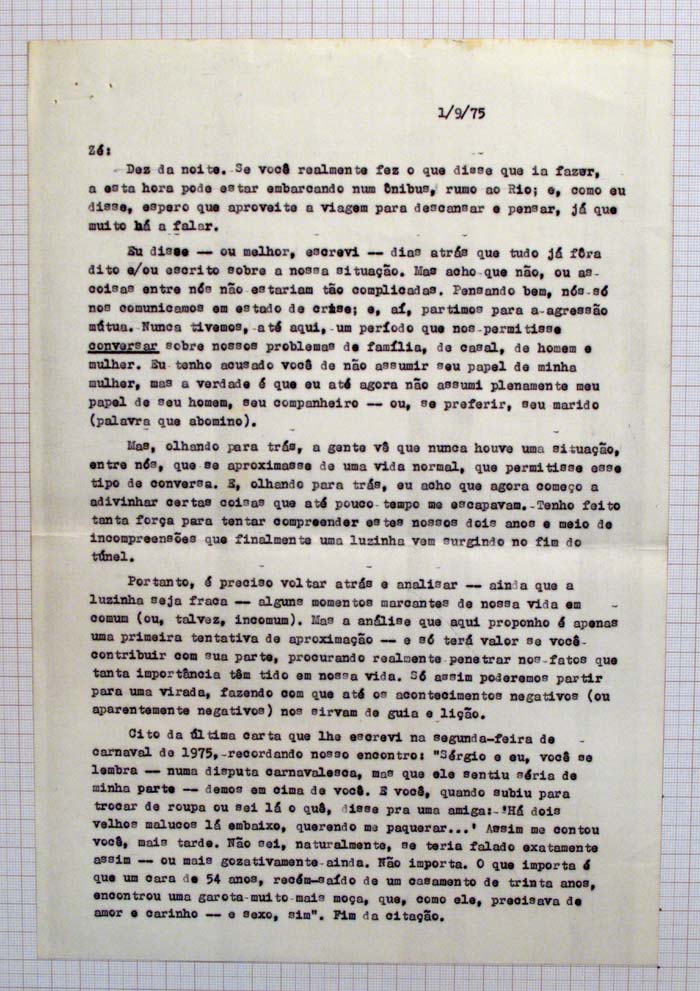 1/9/75
Zé:
Dez da noite. Se você realmente fez o que disse que ia fazer,
a esta hora pode estar embarcando num ônibus, rumo ao Rio; e, como eu
disse, espero que aproveite a viagem para descansar e pensar, já que
muito há a falar.
Eu disse — ou melhor, escrevi — dias atrás que tudo já fôra
dito e/ou escrito sobre a nossa situação. Mas acho que não, ou as
coisas entre nós não estariam tão complicadas. Pensando bem, nós só
nos comunicamos em estado de crise; e, aí, partimos para a agressão
mútua. Nunca tivemos, até aqui, um período que nos permitisse
conversar sobre nossos problemas de família, de casal, de homem e
mulher. Eu tenho acusado você de não assumir seu papel de minha
mulher, mas a verdade é que eu até agora não assumi plenamente meu
papel de seu homem, seu companheiro — ou, se preferir, seu marido
(palavra que abomino).
Mas, olhando para trás, a gente vê que nunca houve uma situação,
entre nós, que se aproximasse de uma vida normal, que permitisse esse
tipo de conversa. E, olhando para trás, eu acho que agora começo a
adivinhar certas coisas que até pouco tempo me escapavam. Tenho feito
tanta força para tentar compreender estes nossos dois anos e meio de
incompreensões que finalmente uma luzinha vem surgindo no fim do
túnel.
Portanto, é preciso voltar atrás e analisar — ainda que a
luzinha seja fraca — alguns momentos marcantes de nossa vida em
comum (ou, talvez, incomum). Mas a análise que aqui proponho é apenas
uma primeira tentativa de aproximação — e só terá valor se você
contribuir com sua parte, procurando realmente penetrar nos fatos que
tanta importância têm tido em nossa vida. Só assim poderemos partir
para uma virada, fazendo com que até os acontecimentos negativos (ou
aparentemente negativos) nos sirvam de guia e lição.
Cito da última carta que lhe escrevi na segunda-feira de
carnaval de 1975, recordando nosso encontro: "Sérgio e eu, você se
lembra — numa disputa carnavalesca, mas que ele sentiu séria de
minha parte — demos em cima de você. E você, quando subiu para
trocar de roupa ou sei lá o quê, disse pra uma amiga: 'Há dois
velhos malucos lá embaixo, querendo me paquerar...' Assim me contou
você, mais tarde. Não sei, naturalmente, se teria falado exatamente
assim — ou mais gozativamente ainda. Não importa. O que importa é
que um cara de 54 anos, recém-saído de um casamento de trinta anos,
encontrou uma garota muito mais moça, que, como ele, precisava de
amor e carinho — e sexo, sim". Fim da citação.